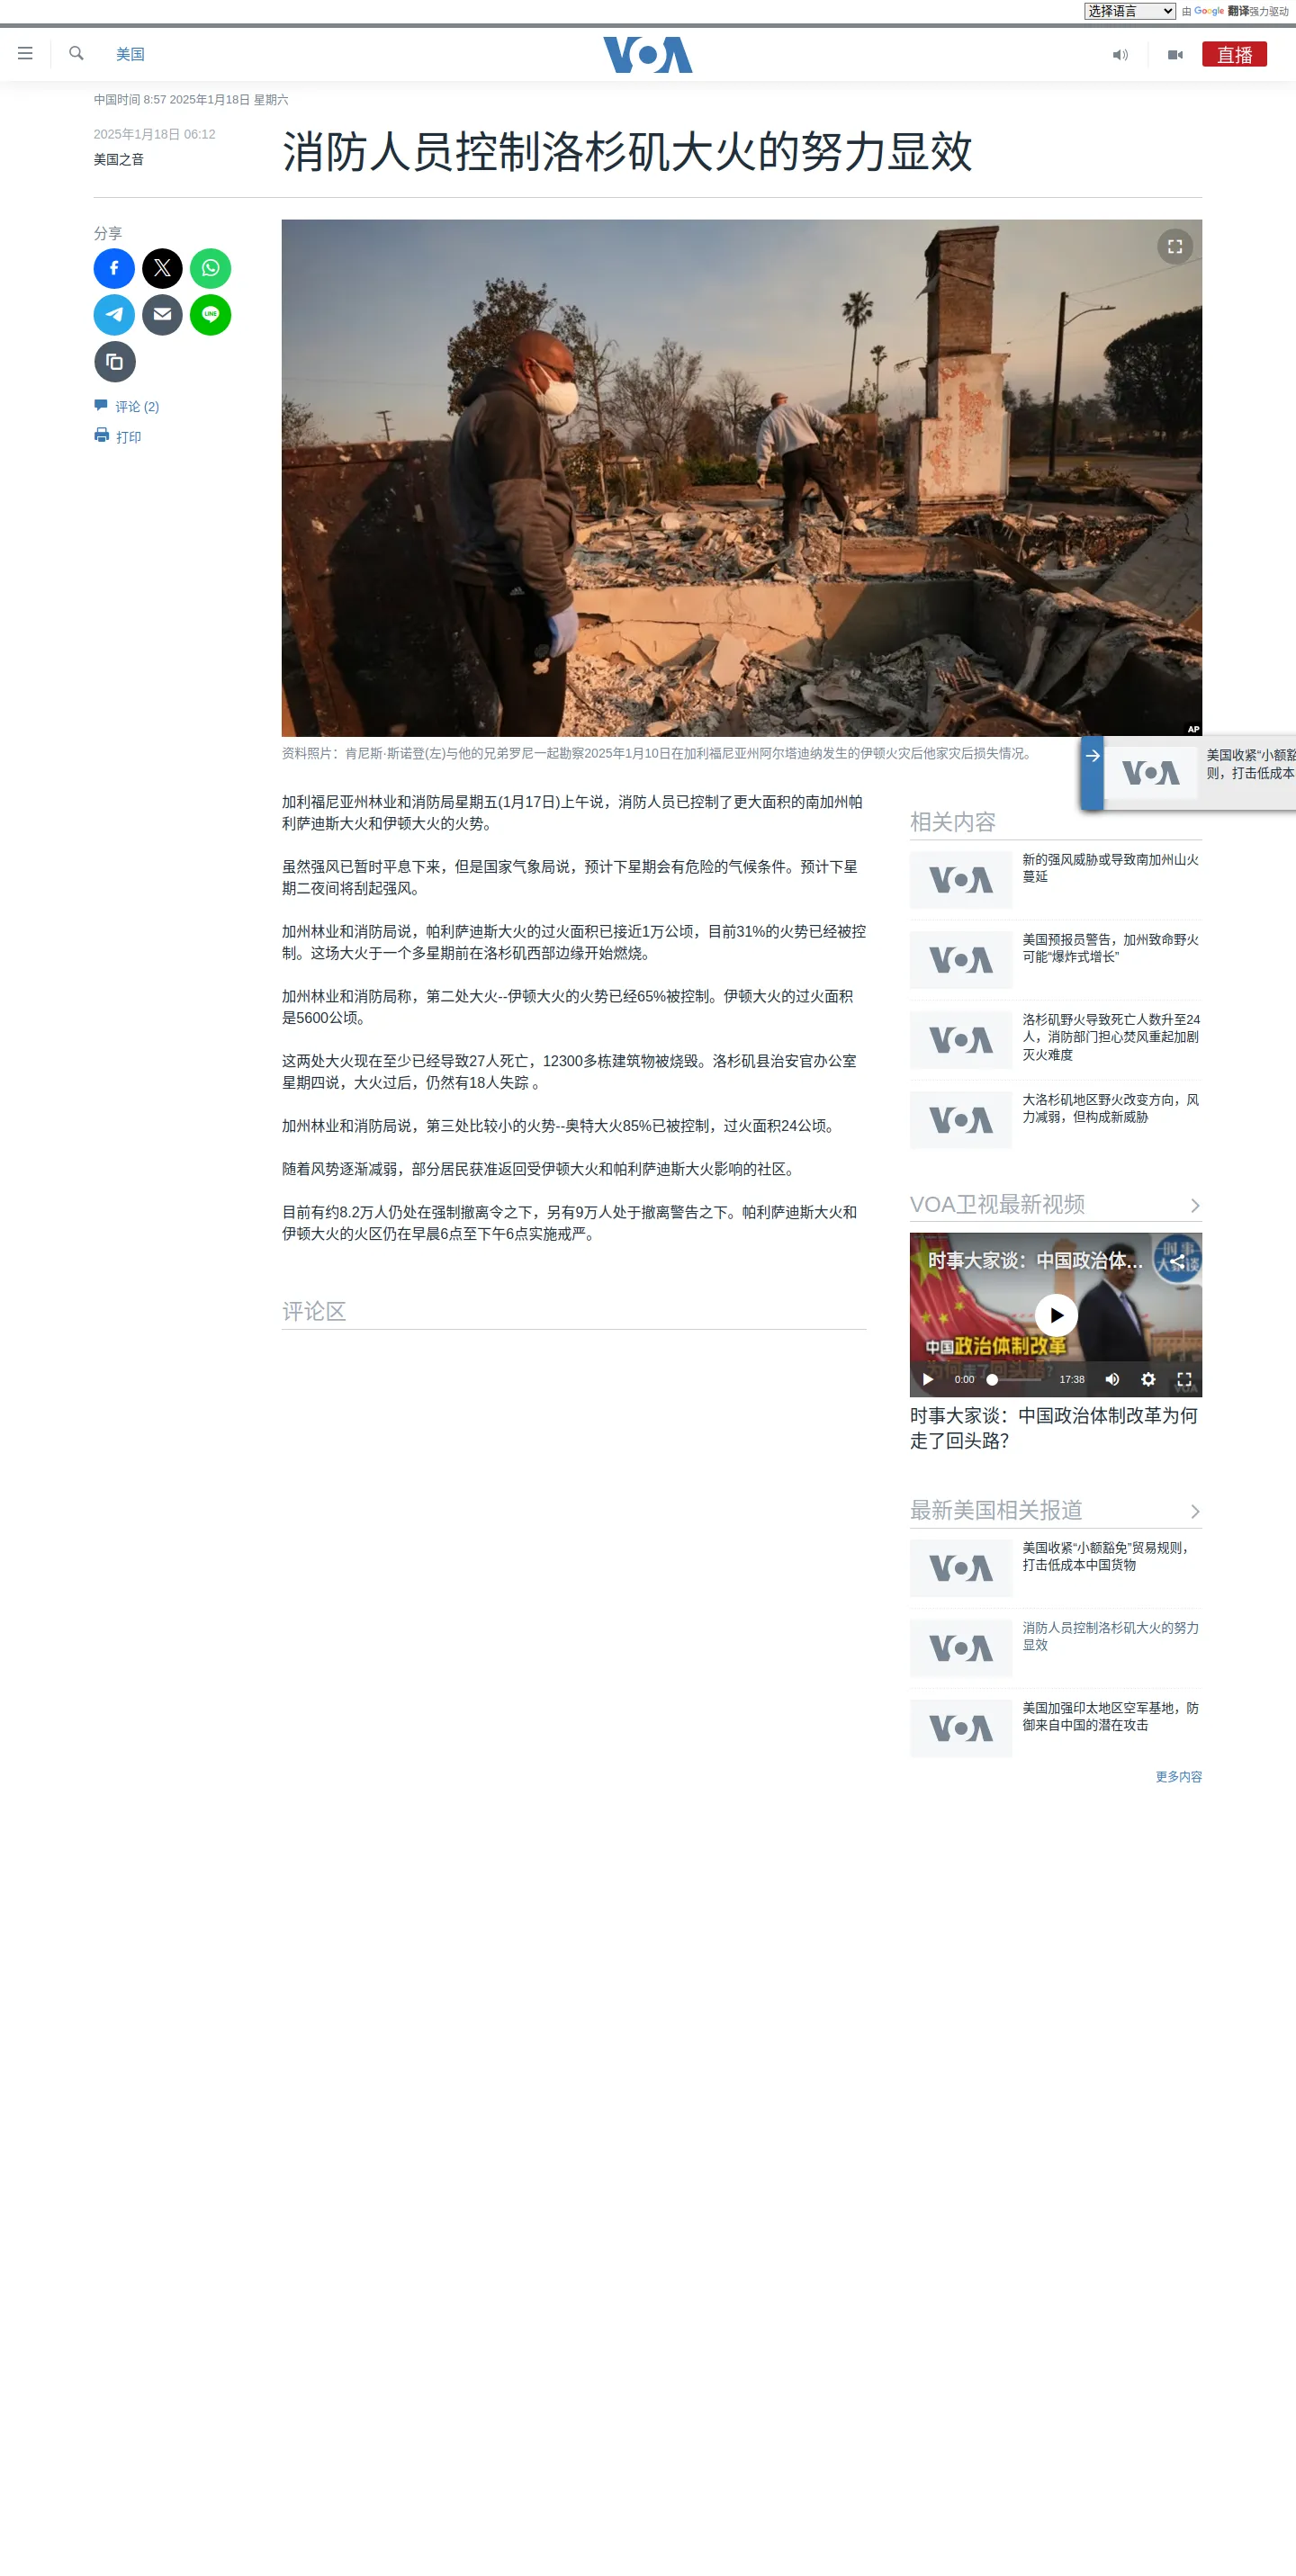 选择语言
由 Google 翻译强力驱动
美国
VOA
直播
中国时间 8:57 2025年1月18日 星期六
2025年1月18日 06:12
美国之音
消防人员控制洛杉矶大火的努力显效
分享
LINE
评论 (2)
打印
AP
资料照片：肯尼斯·斯诺登(左)与他的兄弟罗尼一起勘察2025年1月10日在加利福尼亚州阿尔塔迪纳发生的伊顿火灾后他家灾后损失情况。
VOA
美国收紧“小额豁
则，打击低成本
加利福尼亚州林业和消防局星期五(1月17日)上午说，消防人员已控制了更大面积的南加州帕
利萨迪斯大火和伊顿大火的火势。
虽然强风已暂时平息下来，但是国家气象局说，预计下星期会有危险的气候条件。预计下星
期二夜间将刮起强风。
加州林业和消防局说，帕利萨迪斯大火的过火面积已接近1万公顷，目前31%的火势已经被控
制。这场大火于一个多星期前在洛杉矶西部边缘开始燃烧。
加州林业和消防局称，第二处大火--伊顿大火的火势已经65%被控制。伊顿大火的过火面积
是5600公顷。
这两处大火现在至少已经导致27人死亡，12300多栋建筑物被烧毁。洛杉矶县治安官办公室
星期四说，大火过后，仍然有18人失踪 。
加州林业和消防局说，第三处比较小的火势--奥特大火85%已被控制，过火面积24公顷。
随着风势逐渐减弱，部分居民获准返回受伊顿大火和帕利萨迪斯大火影响的社区。
目前有约8.2万人仍处在强制撤离令之下，另有9万人处于撤离警告之下。帕利萨迪斯大火和
伊顿大火的火区仍在早晨6点至下午6点实施戒严。
评论区
相关内容
VOA
新的强风威胁或导致南加州山火
蔓延
VOA
美国预报员警告，加州致命野火
可能“爆炸式增长”
VOA
洛杉矶野火导致死亡人数升至24
人，消防部门担心焚风重起加剧
灭火难度
VOA
大洛杉矶地区野火改变方向，风
力减弱，但构成新威胁
VOA卫视最新视频
时事大家谈：中国政治体...
时事
大家谈
中国政治体制改革
为何走了回头路?
0:00
17:38
VOA
时事大家谈：中国政治体制改革为何
走了回头路？
最新美国相关报道
VOA
美国收紧“小额豁免”贸易规则，
打击低成本中国货物
VOA
消防人员控制洛杉矶大火的努力
显效
VOA
美国加强印太地区空军基地，防
御来自中国的潜在攻击
更多内容